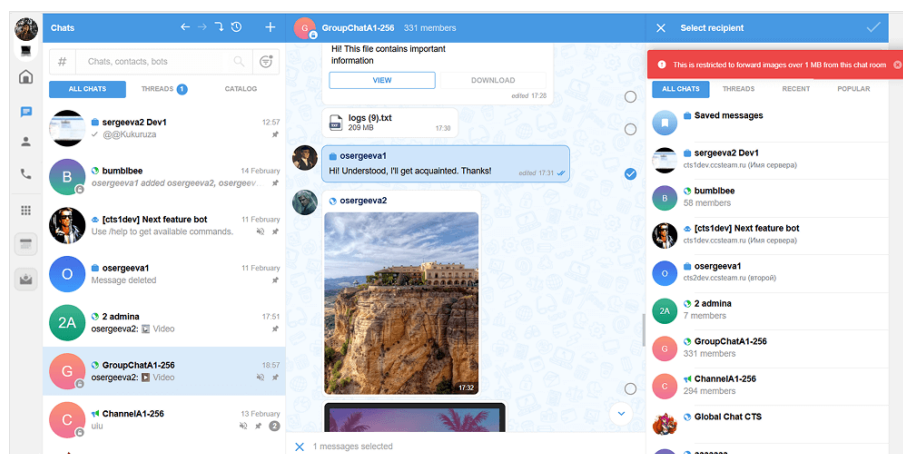 Chats
GroupChatA1-256 331 members
Select recipient
# Chats, contacts, bots
ALL CHATS THREADS 1 CATALOG
sergeeva2 Dev1 12:57
@@Kukuruza
B bumblbee 14 February
osergeeva1 added osergeeva2, osergeev...
[cts1dev] Next feature bot 11 February
Use /help to get available commands.
O osergeeva1 11 February
Message deleted
2A 2 admina 17:51
osergeeva2: Video
G GroupChatA1-256 18:57
osergeeva2: Video
C ChannelA1-256 13 February
uiu 2
G
Hi! This file contains important
information
VIEW DOWNLOAD
edited 17:28
logs (9).txt
209 MB 17:30
osergeeva1
Hi! Understood, I'll get acquainted. Thanks!
edited 17:31
osergeeva2
17:32
1 messages selected
This is restricted to forward images over 1 MB from this chat room
ALL CHATS THREADS RECENT POPULAR
Saved messages
sergeeva2 Dev1
cts1dev.ccsteam.ru (Имя сервера)
B bumblbee
58 members
[cts1dev] Next feature bot
cts1dev.ccsteam.ru (Имя сервера)
O osergeeva1
cts2dev.ccsteam.ru (второй)
2A 2 admina
7 members
G GroupChatA1-256
331 members
C ChannelA1-256
294 members
Global Chat CTS